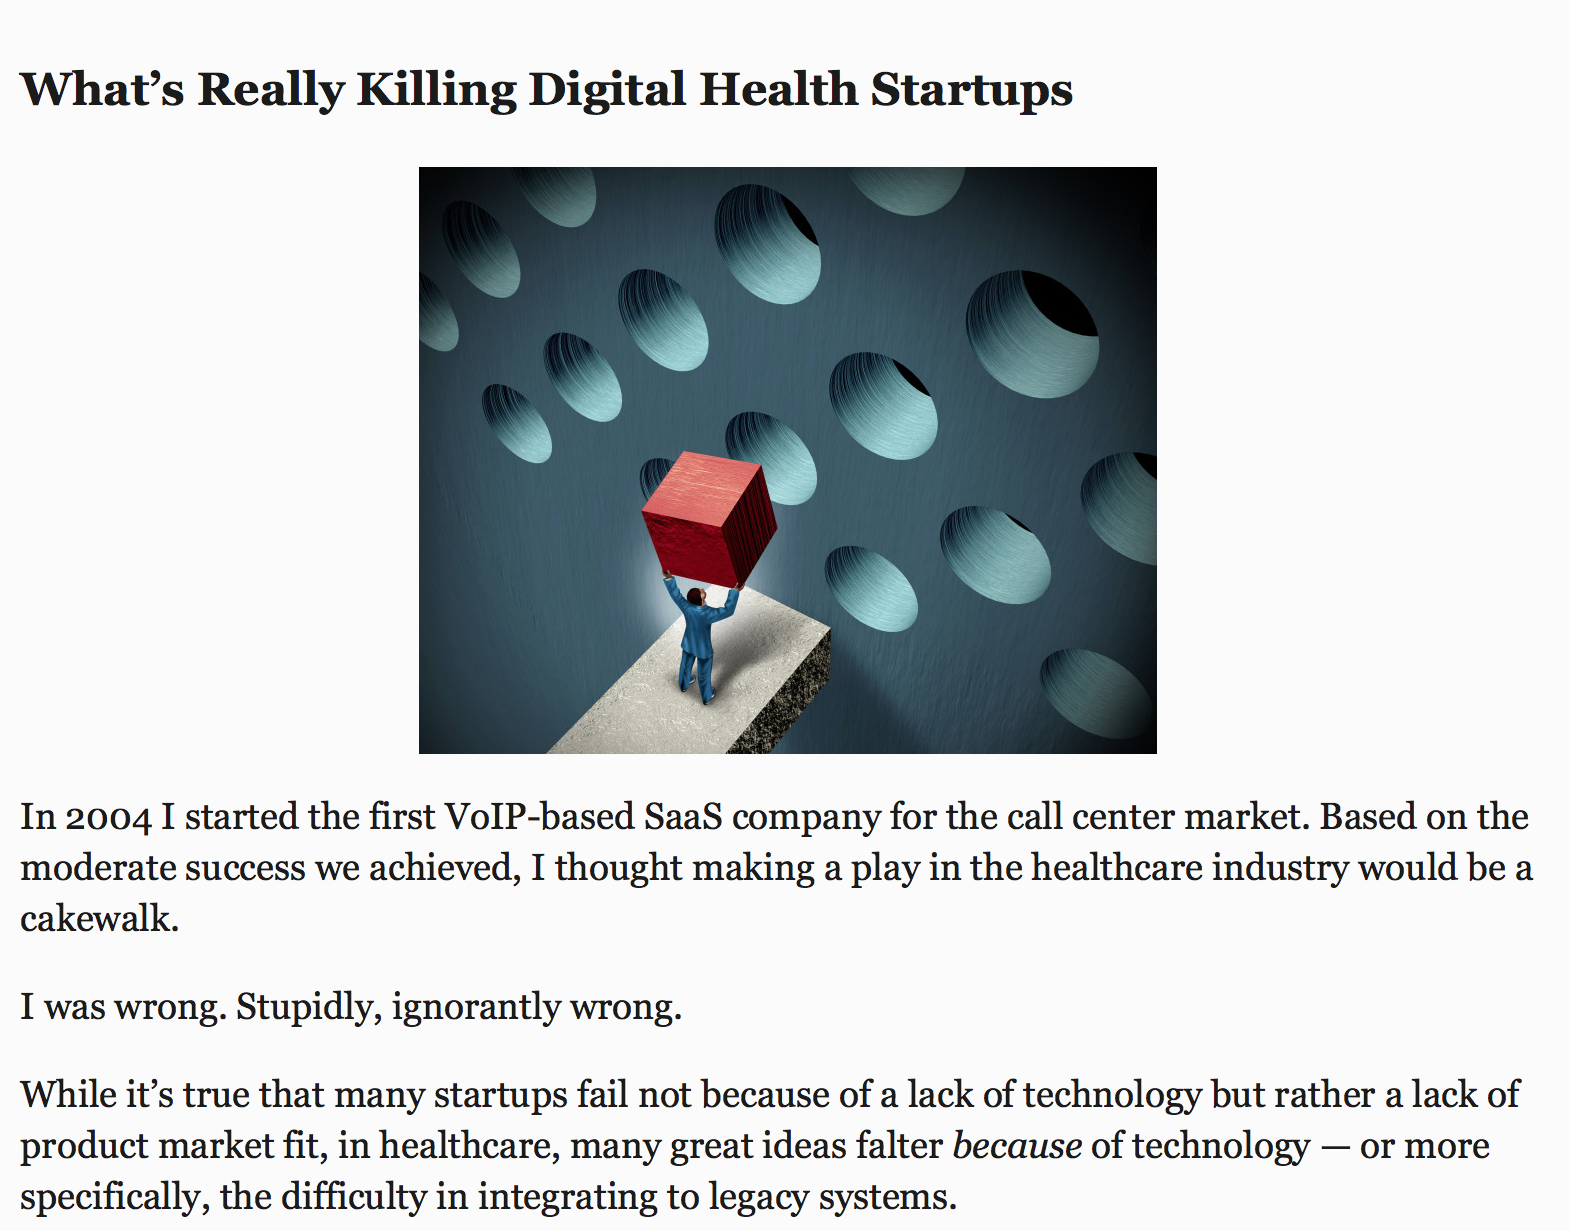 What’s Really Killing Digital Health Startups
In 2004 I started the first VoIP-based SaaS company for the call center market. Based on the
moderate success we achieved, I thought making a play in the healthcare industry would be a
cakewalk.
I was wrong. Stupidly, ignorantly wrong.
While it’s true that many startups fail not because of a lack of technology but rather a lack of
product market fit, in healthcare, many great ideas falter because of technology — or more
specifically, the difficulty in integrating to legacy systems.